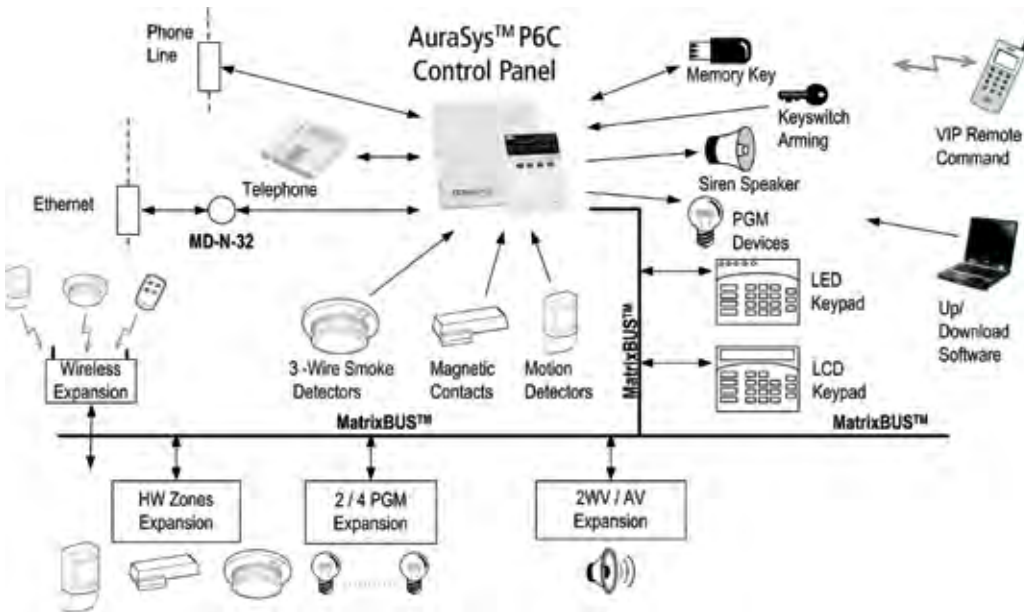 Phone
Line
AuraSys™ P6C
Control Panel
Memory Key
Keyswitch
Arming
VIP Remote
Command
Siren Speaker
Telephone
Ethernet
MD-N-32
PGM
Devices
LED
Keypad
Up/
Download
Software
Wireless
Expansion
3 -Wire Smoke
Detectors
Magnetic
Contacts
Motion
Detectors
MatrixBUS™
LCD
Keypad
MatrixBUS™
MatrixBUS™
HW Zones
Expansion
2 / 4 PGM
Expansion
2WV / AV
Expansion